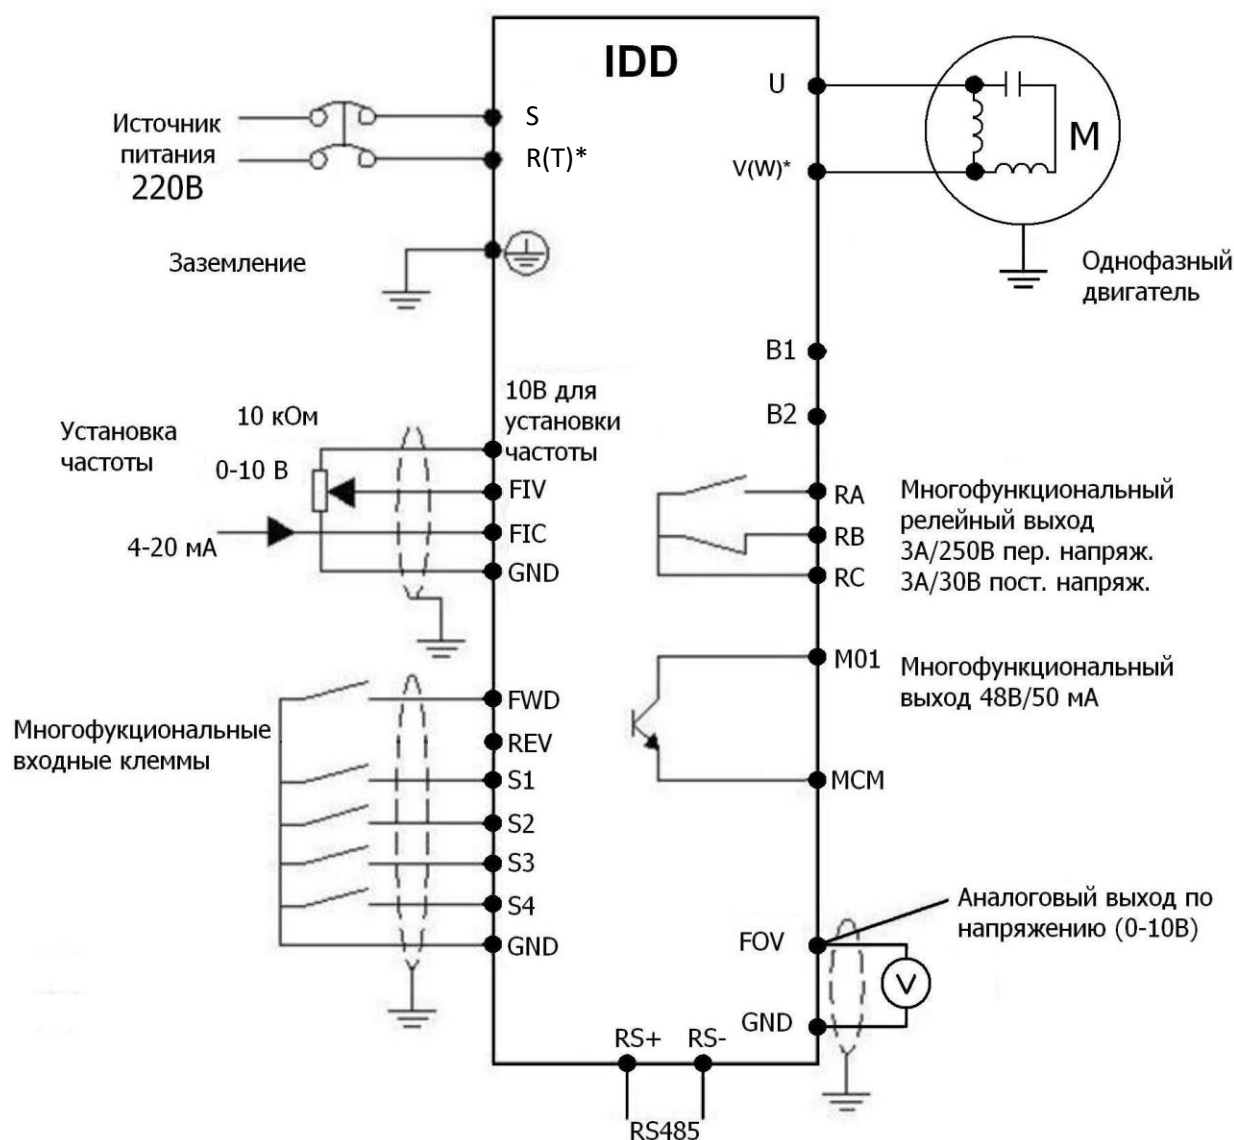 IDD
Источник
питания
220В
S
R(T)*
Заземление
U
V(W)*
M
Однофазный
двигатель
B1
B2
Установка
частоты
10 кОм
0-10 В
4-20 мА
10В для
установки
частоты
FIV
FIC
GND
RA
RB
RC
Многофункциональный
релейный выход
3А/250В пер. напряж.
3А/30В пост. напряж.
M01
MCM
Многофункциональный
выход 48В/50 мА
Многофукциональные
входные клеммы
FWD
REV
S1
S2
S3
S4
GND
FOV
GND
V
Аналоговый выход по
напряжению (0-10В)
RS+ RS-
RS485